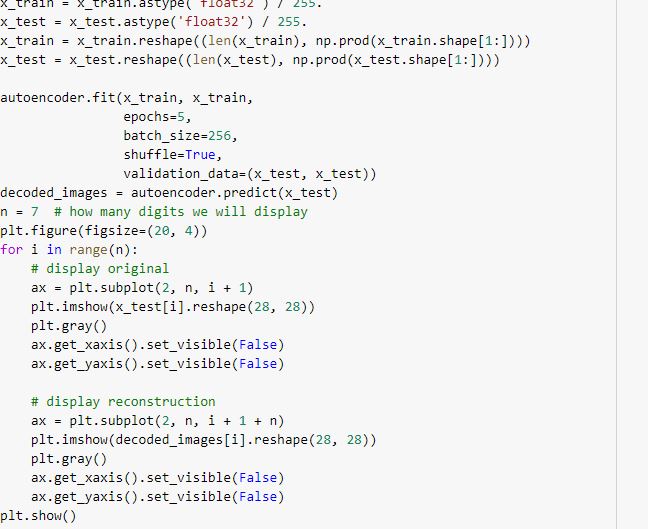 x_train = x_train.astype('float32') / 255.
x_test = x_test.astype('float32') / 255.
x_train = x_train.reshape((len(x_train), np.prod(x_train.shape[1:])))
x_test = x_test.reshape((len(x_test), np.prod(x_test.shape[1:])))
autoencoder.fit(x_train, x_train,
epochs=5,
batch_size=256,
shuffle=True,
validation_data=(x_test, x_test))
decoded_images = autoencoder.predict(x_test)
n = 7  # how many digits we will display
plt.figure(figsize=(20, 4))
for i in range(n):
# display original
ax = plt.subplot(2, n, i + 1)
plt.imshow(x_test[i].reshape(28, 28))
plt.gray()
ax.get_xaxis().set_visible(False)
ax.get_yaxis().set_visible(False)
# display reconstruction
ax = plt.subplot(2, n, i + 1 + n)
plt.imshow(decoded_images[i].reshape(28, 28))
plt.gray()
ax.get_xaxis().set_visible(False)
ax.get_yaxis().set_visible(False)
plt.show()